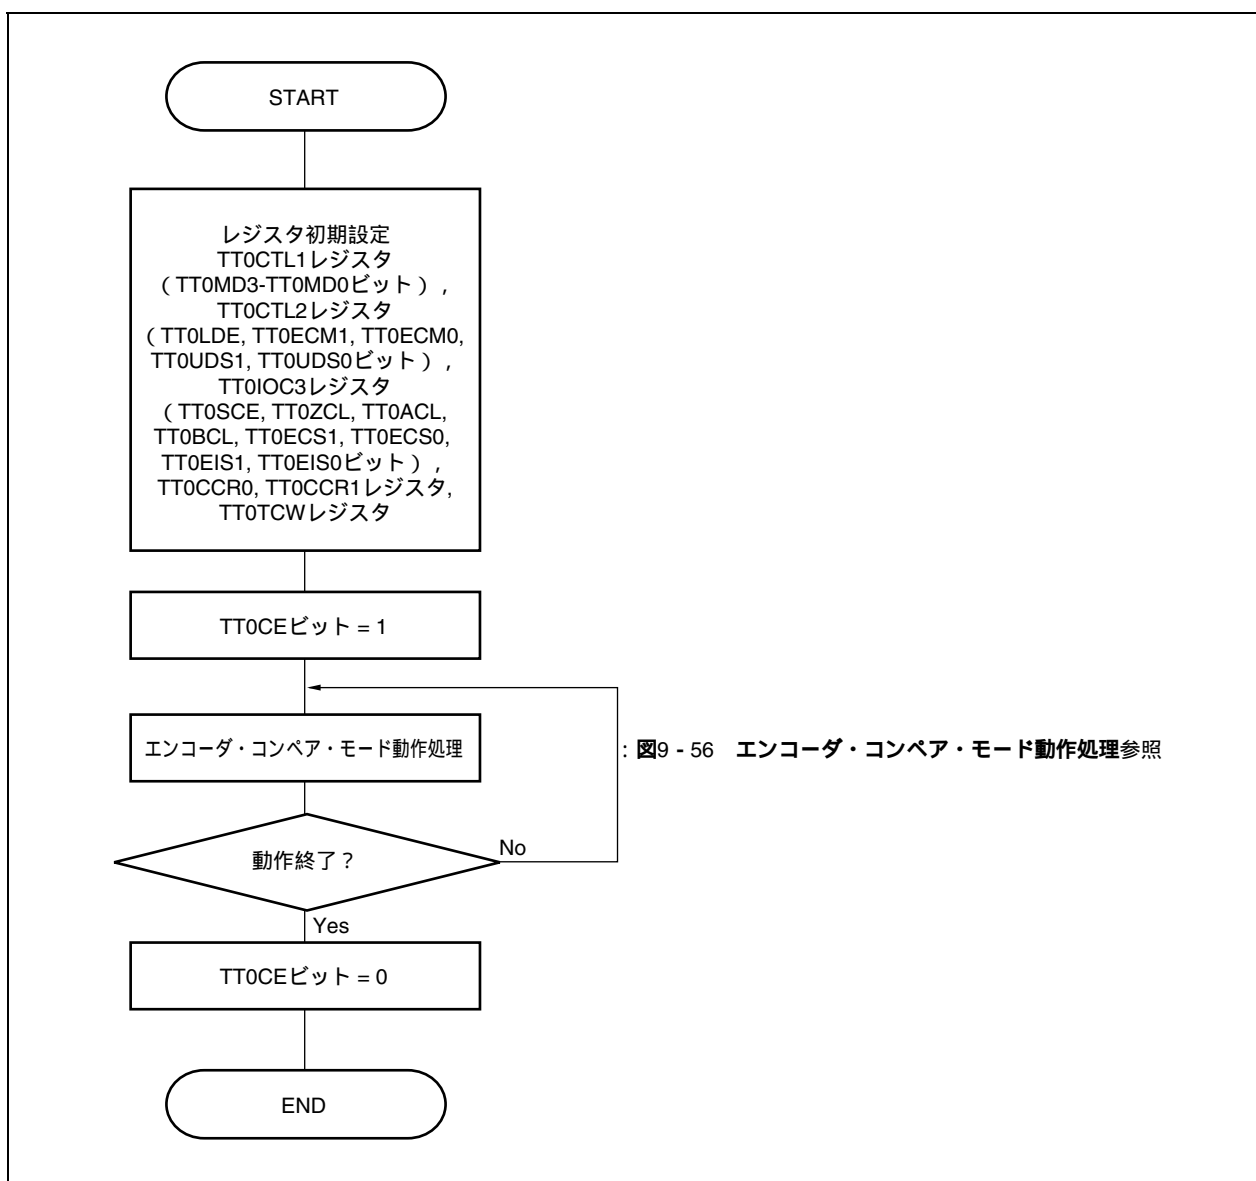 START
レジスタ初期設定
TT0CTL1レジスタ
（TT0MD3-TT0MD0ビット），
TT0CTL2レジスタ
（TT0LDE, TT0ECM1, TT0ECM0,
TT0UDS1, TT0UDS0ビット），
TT0IOC3レジスタ
（TT0SCE, TT0ZCL, TT0ACL,
TT0BCL, TT0ECS1, TT0ECS0,
TT0EIS1, TT0EIS0ビット），
TT0CCR0, TT0CCR1レジスタ,
TT0TCWレジスタ
TT0CEビット = 1
エンコーダ・コンペア・モード動作処理
：図9 - 56　エンコーダ・コンペア・モード動作処理参照
動作終了？
No
Yes
TT0CEビット = 0
END